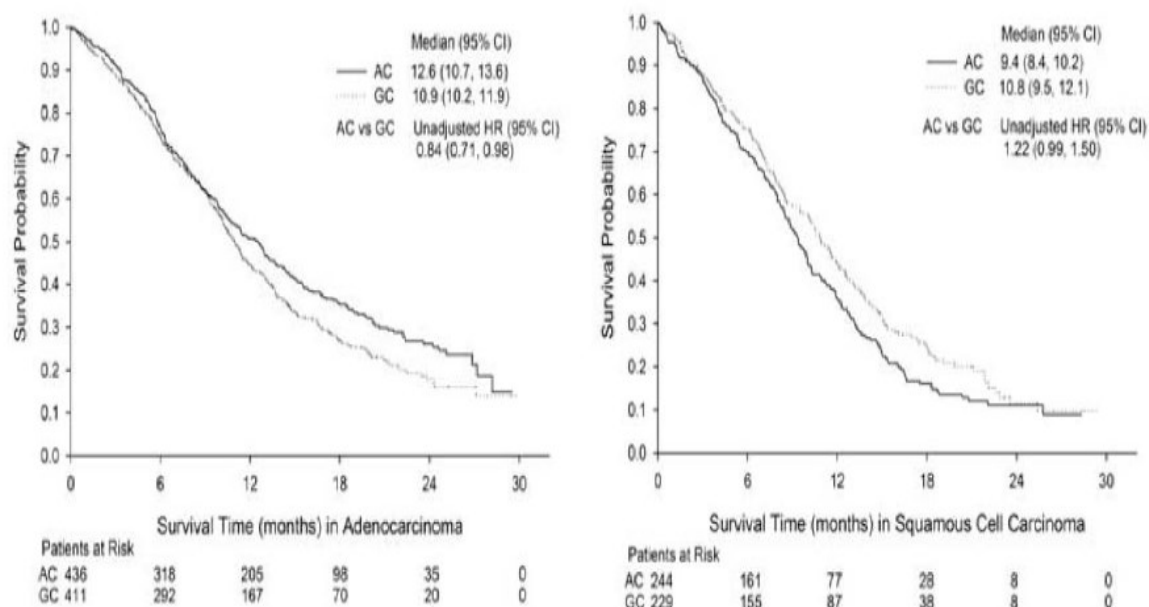 Median (95% CI)
AC 12.6 (10.7, 13.6)
GC 10.9 (10.2, 11.9)
AC vs GC Unadjusted HR (95% CI)
0.84 (0.71, 0.98)
Survival Probability
1.0
0.9
0.8
0.7
0.6
0.5
0.4
0.3
0.2
0.1
0.0
0 6 12 18 24 30
Survival Time (months) in Adenocarcinoma
Patients at Risk
AC 436 318 205 98 35 0
GC 411 292 167 70 20 0
Median (95% CI)
AC 9.4 (8.4, 10.2)
GC 10.8 (9.5, 12.1)
AC vs GC Unadjusted HR (95% CI)
1.22 (0.99, 1.50)
Survival Probability
1.0
0.9
0.8
0.7
0.6
0.5
0.4
0.3
0.2
0.1
0.0
0 6 12 18 24 30
Survival Time (months) in Squamous Cell Carcinoma
Patients at Risk
AC 244 161 77 28 8 0
GC 229 155 87 38 8 0